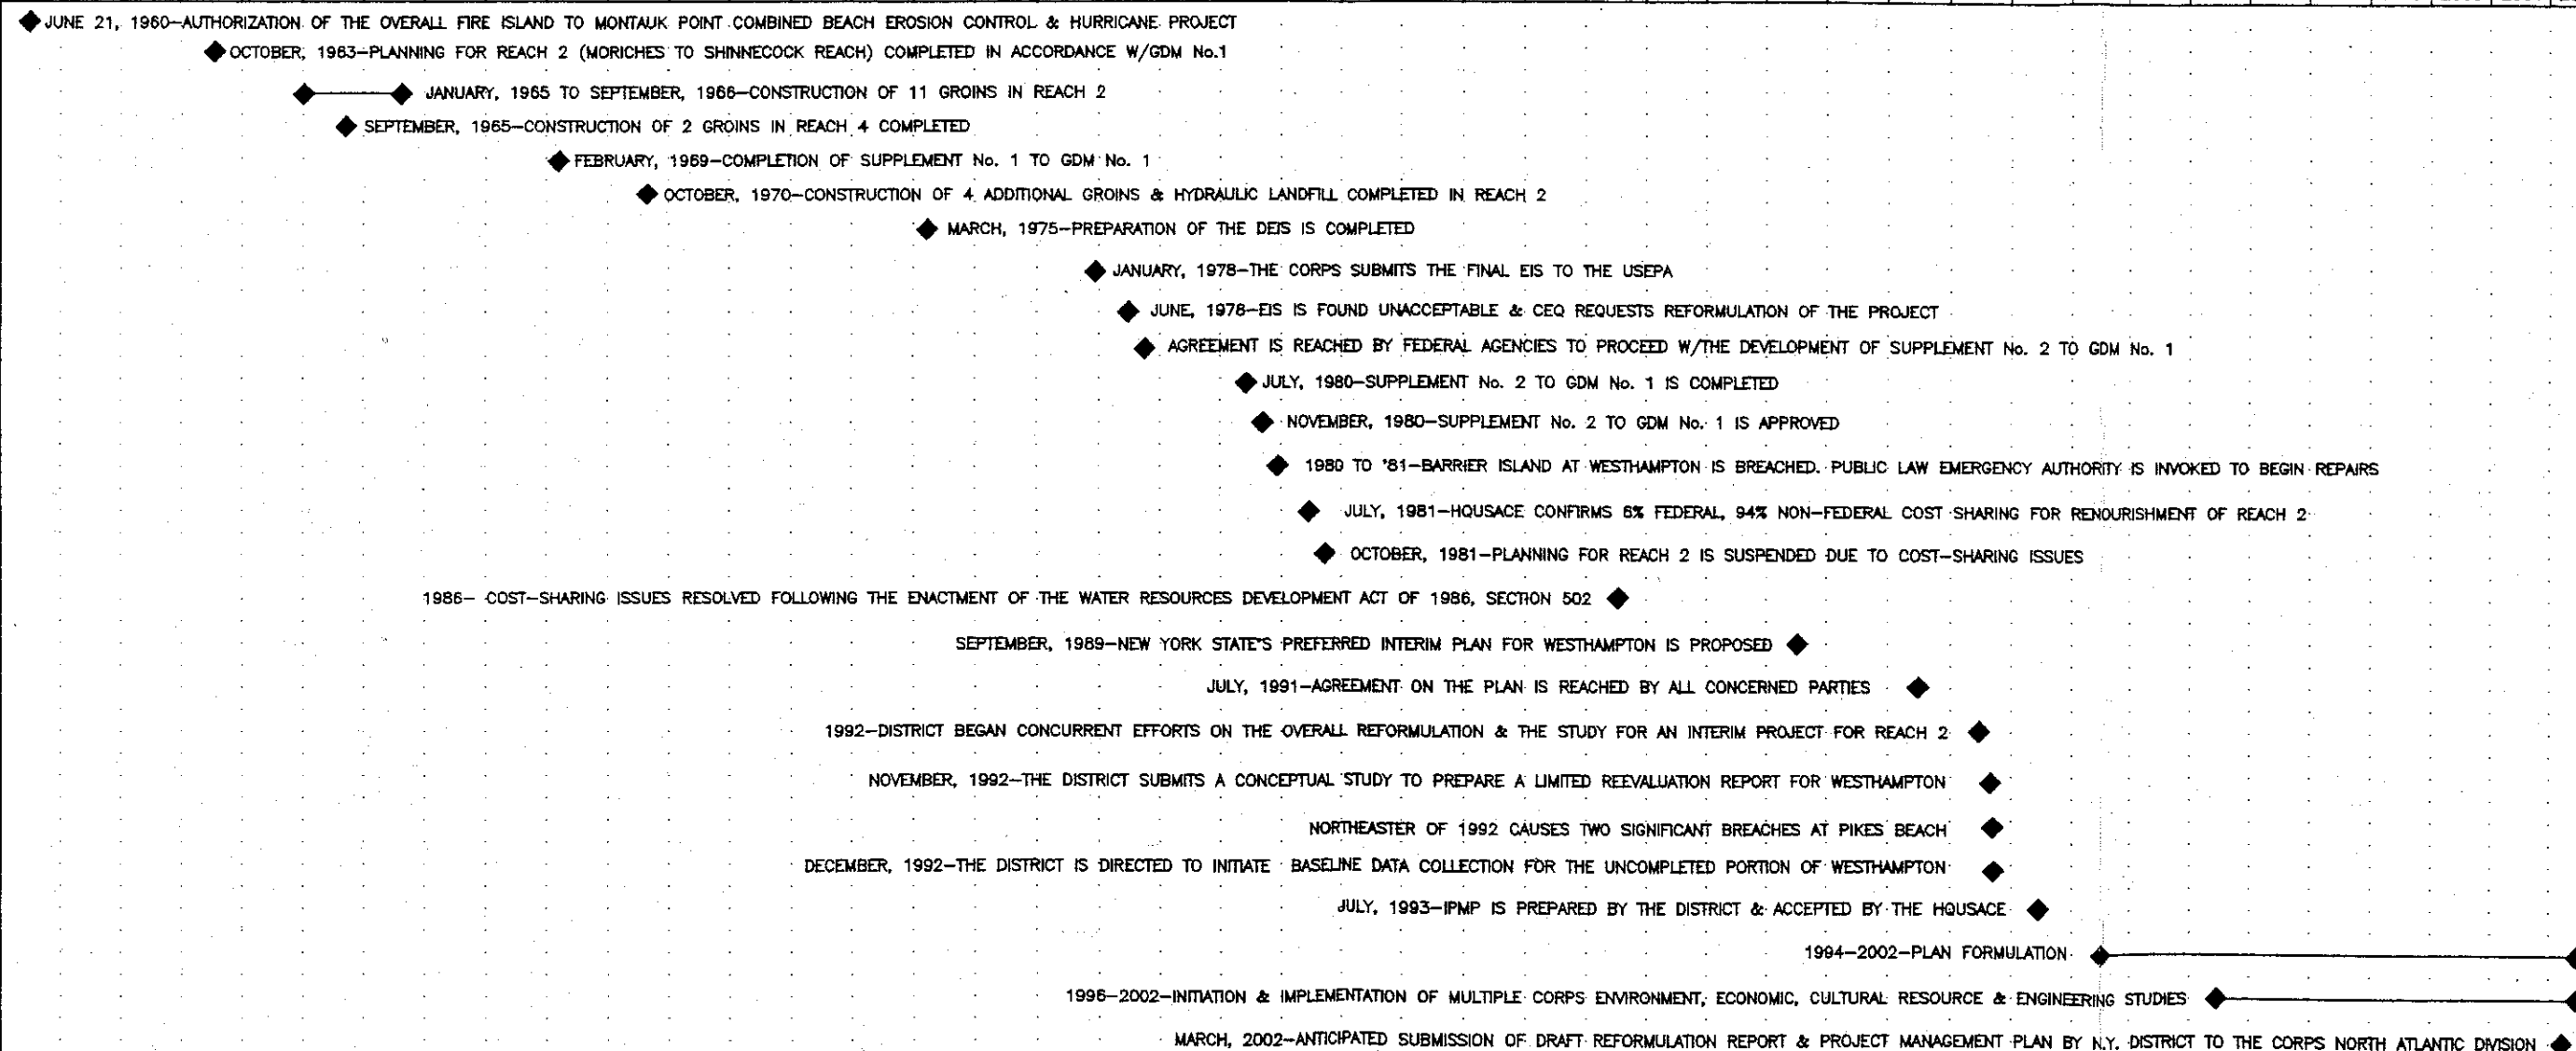 JUNE 21, 1960–AUTHORIZATION OF THE OVERALL FIRE ISLAND TO MONTAUK POINT COMBINED BEACH EROSION CONTROL & HURRICANE PROJECT
OCTOBER, 1963–PLANNING FOR REACH 2 (MORICHES TO SHINNECOCK REACH) COMPLETED IN ACCORDANCE W/GDM No.1
JANUARY, 1965 TO SEPTEMBER, 1966–CONSTRUCTION OF 11 GROINS IN REACH 2
SEPTEMBER, 1965–CONSTRUCTION OF 2 GROINS IN REACH 4 COMPLETED
FEBRUARY, 1969–COMPLETION OF SUPPLEMENT No. 1 TO GDM No. 1
OCTOBER, 1970–CONSTRUCTION OF 4 ADDITIONAL GROINS & HYDRAULIC LANDFILL COMPLETED IN REACH 2
MARCH, 1975–PREPARATION OF THE DEIS IS COMPLETED
JANUARY, 1978–THE CORPS SUBMITS THE FINAL EIS TO THE USEPA
JUNE, 1978–EIS IS FOUND UNACCEPTABLE & CEQ REQUESTS REFORMULATION OF THE PROJECT
AGREEMENT IS REACHED BY FEDERAL AGENCIES TO PROCEED W/THE DEVELOPMENT OF SUPPLEMENT No. 2 TO GDM No. 1
JULY, 1980–SUPPLEMENT No. 2 TO GDM No. 1 IS COMPLETED
NOVEMBER, 1980–SUPPLEMENT No. 2 TO GDM No. 1 IS APPROVED
1980 TO '81–BARRIER ISLAND AT WESTHAMPTON IS BREACHED. PUBLIC LAW EMERGENCY AUTHORITY IS INVOKED TO BEGIN REPAIRS
JULY, 1981–HQUSACE CONFIRMS 6% FEDERAL, 94% NON–FEDERAL COST SHARING FOR RENOURISHMENT OF REACH 2
OCTOBER, 1981–PLANNING FOR REACH 2 IS SUSPENDED DUE TO COST–SHARING ISSUES
1986– COST–SHARING ISSUES RESOLVED FOLLOWING THE ENACTMENT OF THE WATER RESOURCES DEVELOPMENT ACT OF 1986, SECTION 502
SEPTEMBER, 1989–NEW YORK STATE'S PREFERRED INTERIM PLAN FOR WESTHAMPTON IS PROPOSED
JULY, 1991–AGREEMENT ON THE PLAN IS REACHED BY ALL CONCERNED PARTIES
1992–DISTRICT BEGAN CONCURRENT EFFORTS ON THE OVERALL REFORMULATION & THE STUDY FOR AN INTERIM PROJECT FOR REACH 2
NOVEMBER, 1992–THE DISTRICT SUBMITS A CONCEPTUAL STUDY TO PREPARE A LIMITED REEVALUATION REPORT FOR WESTHAMPTON
NORTHEASTER OF 1992 CAUSES TWO SIGNIFICANT BREACHES AT PIKES BEACH
DECEMBER, 1992–THE DISTRICT IS DIRECTED TO INITIATE BASELINE DATA COLLECTION FOR THE UNCOMPLETED PORTION OF WESTHAMPTON
JULY, 1993–IPMP IS PREPARED BY THE DISTRICT & ACCEPTED BY THE HQUSACE
1994–2002–PLAN FORMULATION
1996–2002–INITIATION & IMPLEMENTATION OF MULTIPLE CORPS ENVIRONMENT, ECONOMIC, CULTURAL RESOURCE & ENGINEERING STUDIES
MARCH, 2002–ANTICIPATED SUBMISSION OF DRAFT REFORMULATION REPORT & PROJECT MANAGEMENT PLAN BY N.Y. DISTRICT TO THE CORPS NORTH ATLANTIC DIVISION